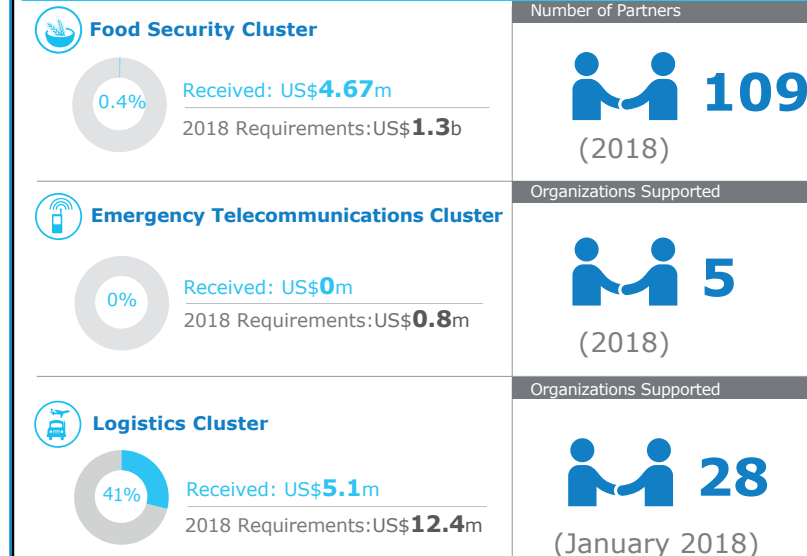 Food Security Cluster
0.4%
Received: US$4.67m
2018 Requirements:US$1.3b
Number of Partners
109
(2018)
Emergency Telecommunications Cluster
0%
Received: US$0m
2018 Requirements:US$0.8m
Organizations Supported
5
(2018)
Logistics Cluster
41%
Received: US$5.1m
2018 Requirements:US$12.4m
Organizations Supported
28
(January 2018)